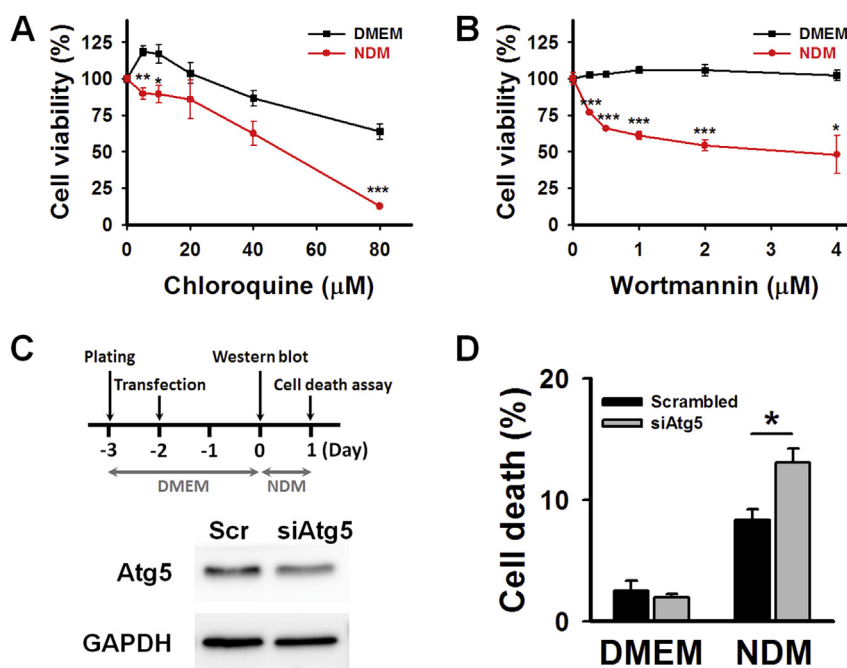 A
DMEM
NDM
Cell viability (%)
125
100
75
50
25
0
**
*
***
0 20 40 60 80
Chloroquine (μM)
B
DMEM
NDM
Cell viability (%)
125
100
75
50
25
0
***
***
***
***
*
0 1 2 3 4
Wortmannin (μM)
C
Plating
Western blot
Transfection
Cell death assay
-3 -2 -1 0 1 (Day)
DMEM NDM
Scr siAtg5
Atg5
GAPDH
D
Cell death (%)
20
10
0
Scrambled
siAtg5
*
DMEM NDM